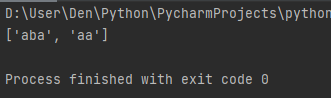 D:\User\Den\Python\PycharmProjects\python
['aba', 'aa']
Process finished with exit code 0